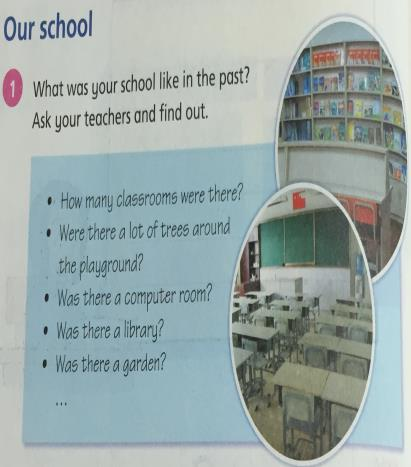 Our school
1 What was your school like in the past?
Ask your teachers and find out.
• How many classrooms were there?
• Were there a lot of trees around
the playground?
• Was there a computer room?
• Was there a library?
• Was there a garden?
...